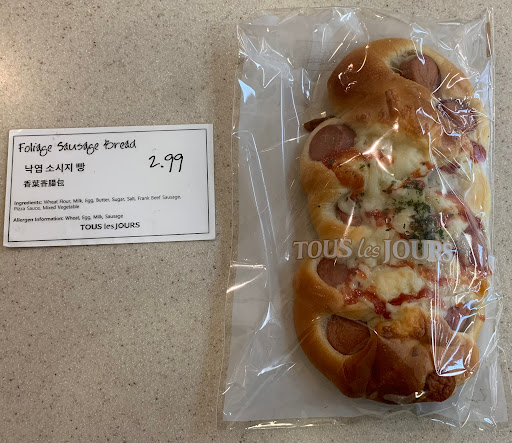 Foliage Sausage Bread
낙엽 소시지 빵
2.99
香葉香腸包
Ingredients: Wheat Flour, Milk, Egg, Butter, Sugar, Salt, Frank Beef Sausage,
Pizza Sauce, Mixed Vegetable
Allergen Information: Wheat, Egg, Milk, Sausage
TOUS les JOURS
TOUS les JOURS